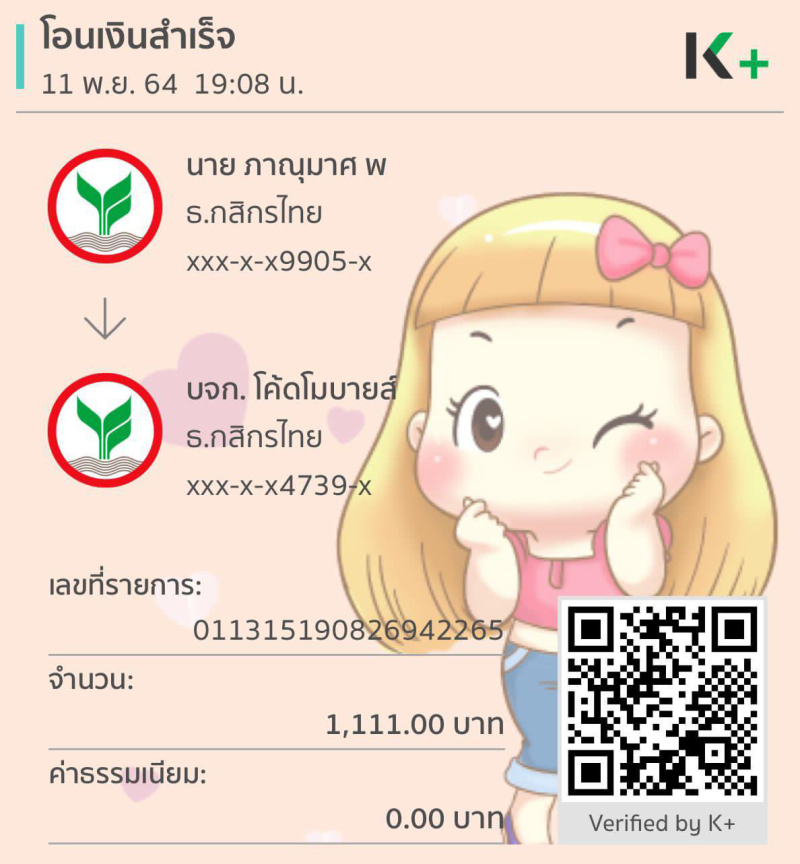 โอนเงินสำเร็จ
11 พ.ย. 64 19:08 น.
K+
นาย ภาณุมาศ พ
ธ.กสิกรไทย
xxx-x-x9905-x
บจก. โค้ดโมบายส์
ธ.กสิกรไทย
xxx-x-x4739-x
เลขที่รายการ:
011315190826942265
จำนวน:
1,111.00 บาท
ค่าธรรมเนียม:
0.00 บาท
Verified by K+